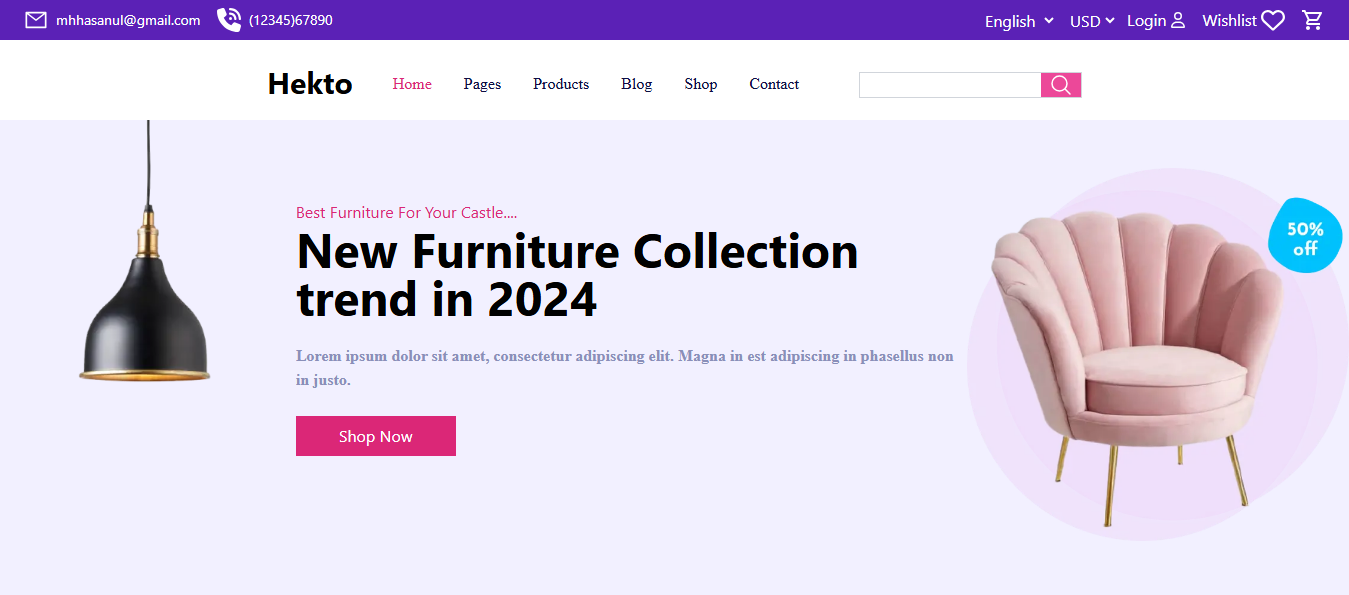 mhhasanul@gmail.com (12345)67890 English USD Login Wishlist
Hekto Home Pages Products Blog Shop Contact
Best Furniture For Your Castle....
New Furniture Collection
trend in 2024
50%
off
Lorem ipsum dolor sit amet, consectetur adipiscing elit. Magna in est adipiscing in phasellus non
in justo.
Shop Now